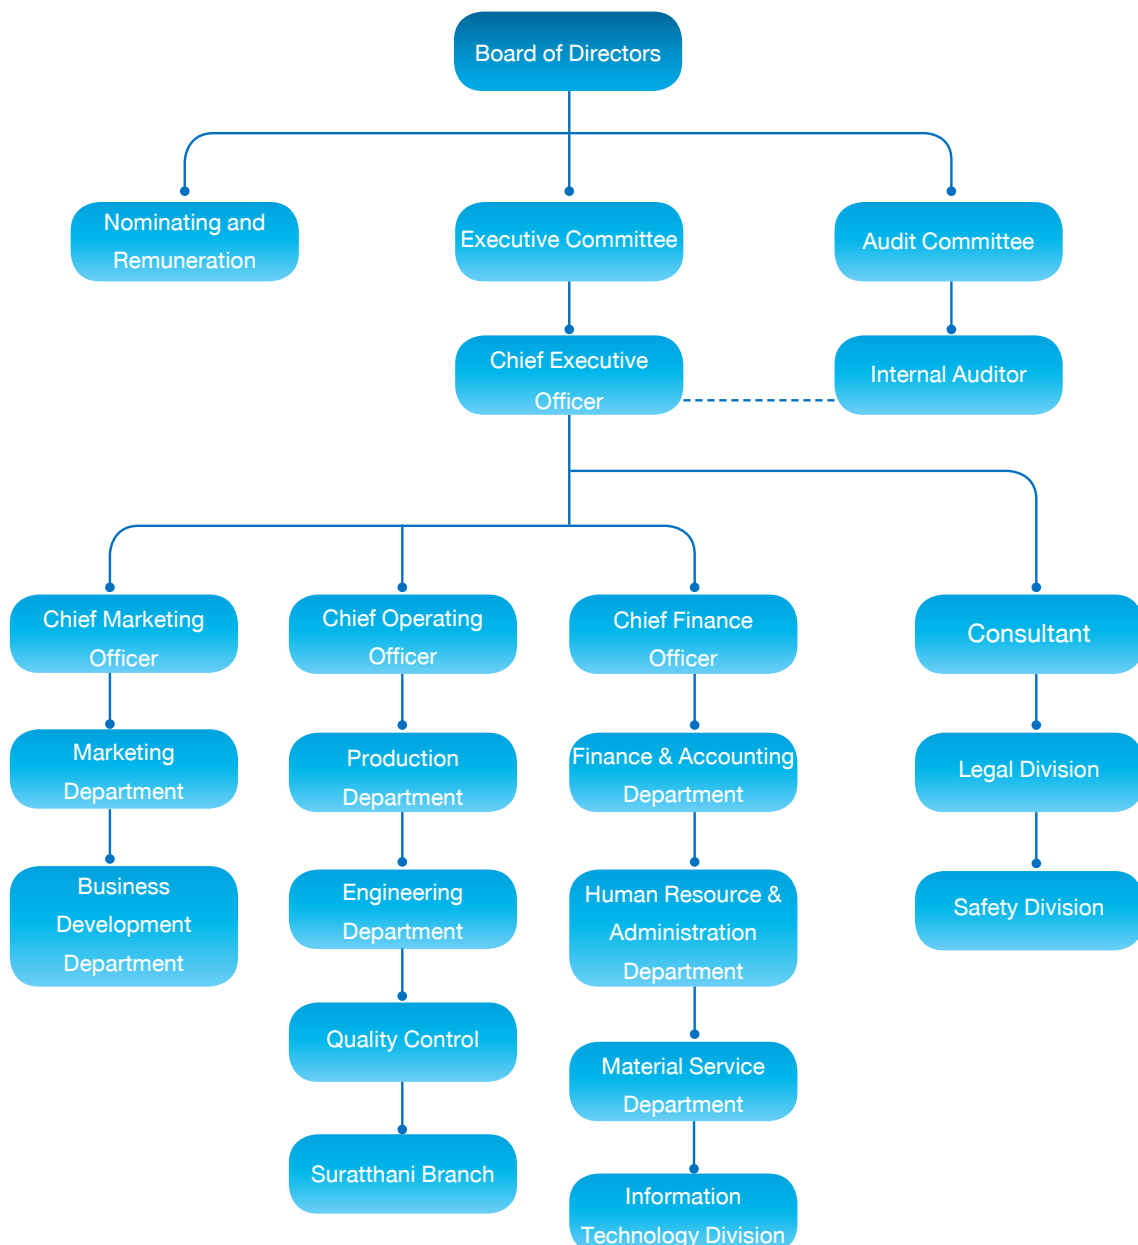 Board of Directors
Nominating and
Remuneration
Executive Committee
Audit Committee
Chief Executive
Officer
Internal Auditor
Chief Marketing
Officer
Chief Operating
Officer
Chief Finance
Officer
Consultant
Marketing
Department
Production
Department
Finance & Accounting
Department
Legal Division
Business
Development
Department
Engineering
Department
Human Resource &
Administration
Department
Safety Division
Quality Control
Material Service
Department
Suratthani Branch
Information
Technology Division